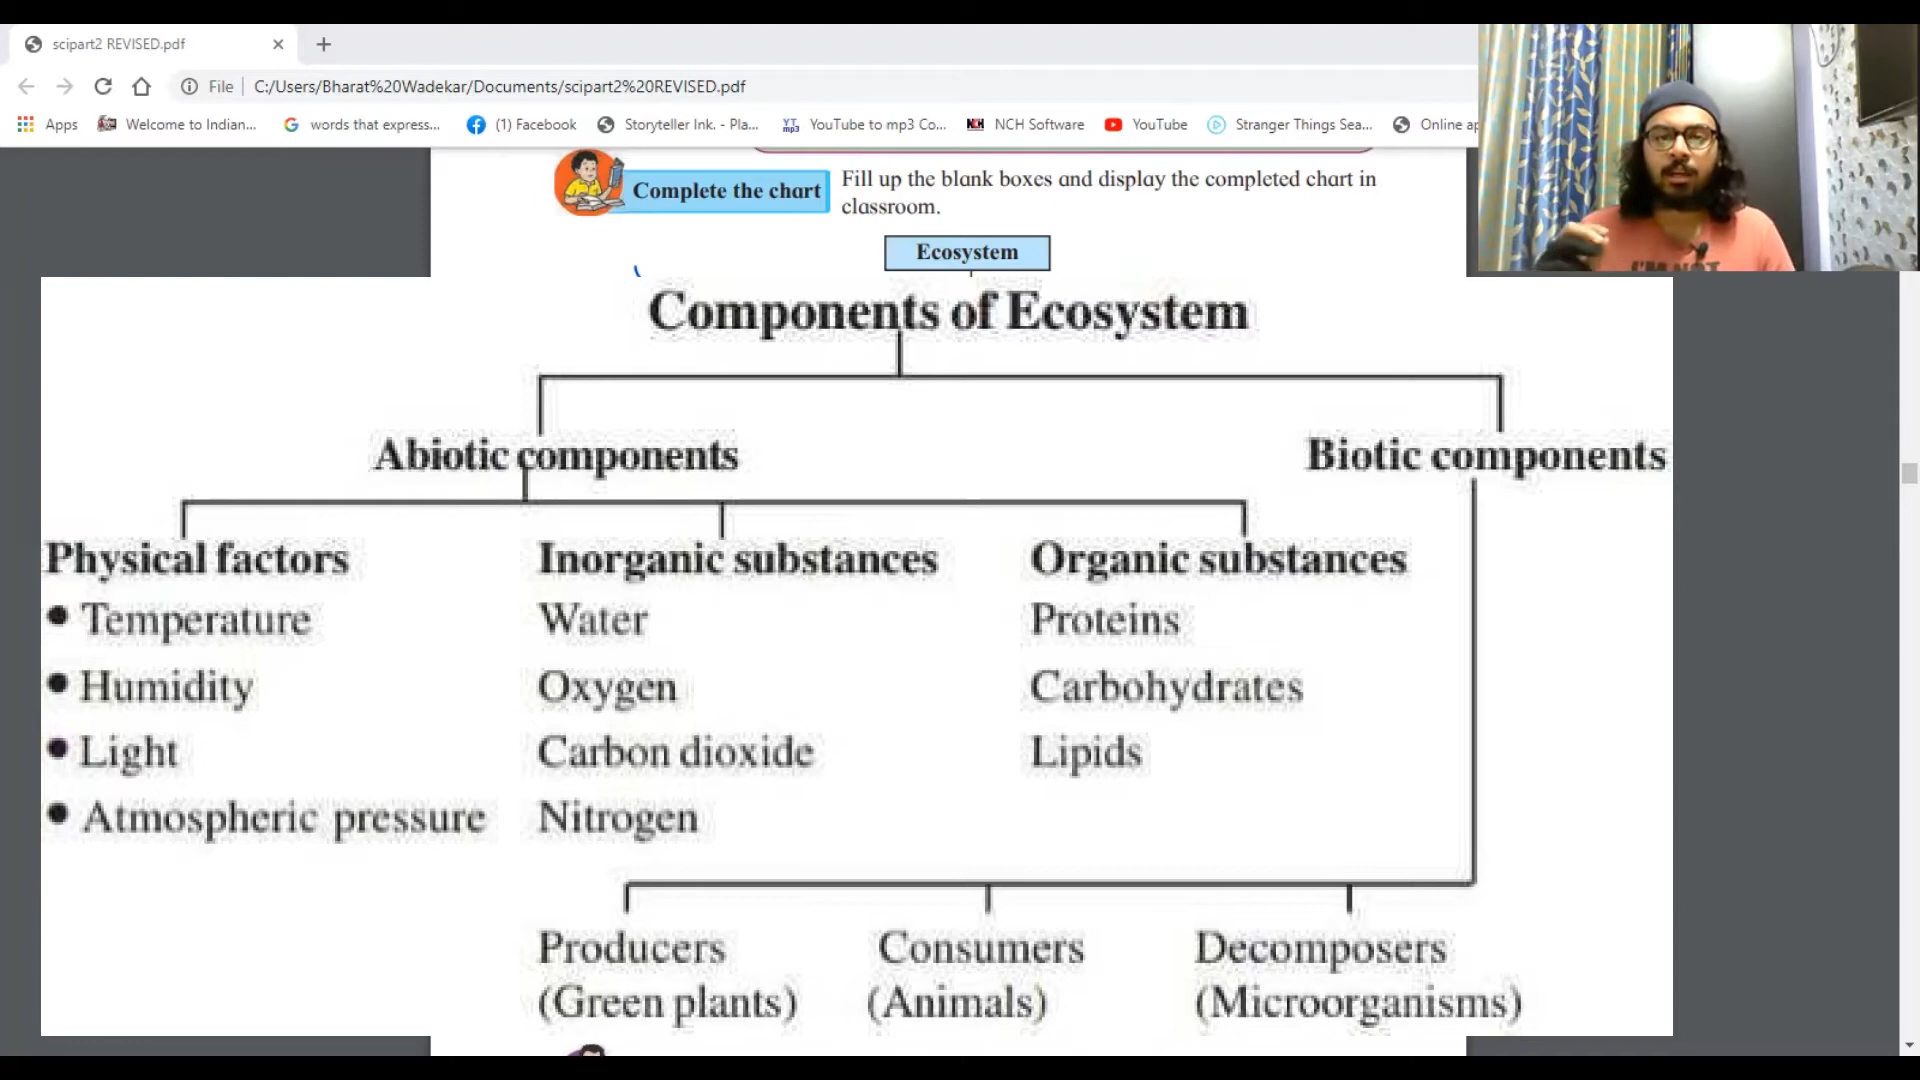 scipart2 REVISED.pdf
File C:/Users/Bharat%20Wadekar/Documents/scipart2%20REVISED.pdf
Apps Welcome to Indian... words that express... (1) Facebook Storyteller Ink. - Pla... YouTube to mp3 Co... NCH Software YouTube Stranger Things Sea... Online ap
Complete the chart
Fill up the blank boxes and display the completed chart in
classroom.
Ecosystem
I'M NOT
Components of Ecosystem
Abiotic components Biotic components
Physical factors Inorganic substances Organic substances
• Temperature Water Proteins
• Humidity Oxygen Carbohydrates
• Light Carbon dioxide Lipids
• Atmospheric pressure Nitrogen
Producers Consumers Decomposers
(Green plants) (Animals) (Microorganisms)